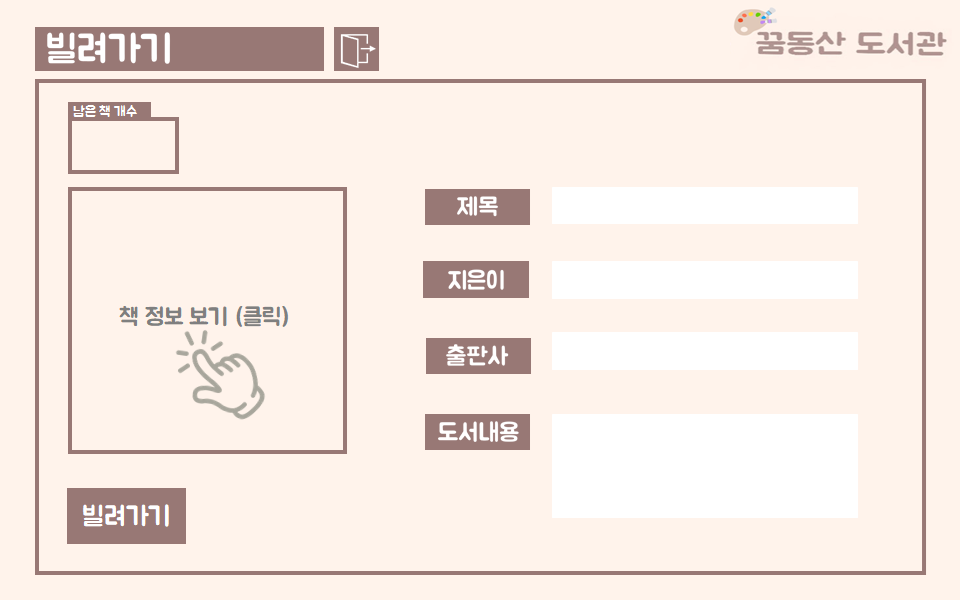 빌려가기
꿈동산 도서관
남은 책 개수
책 정보 보기 (클릭)
제목
지은이
출판사
도서내용
빌려가기